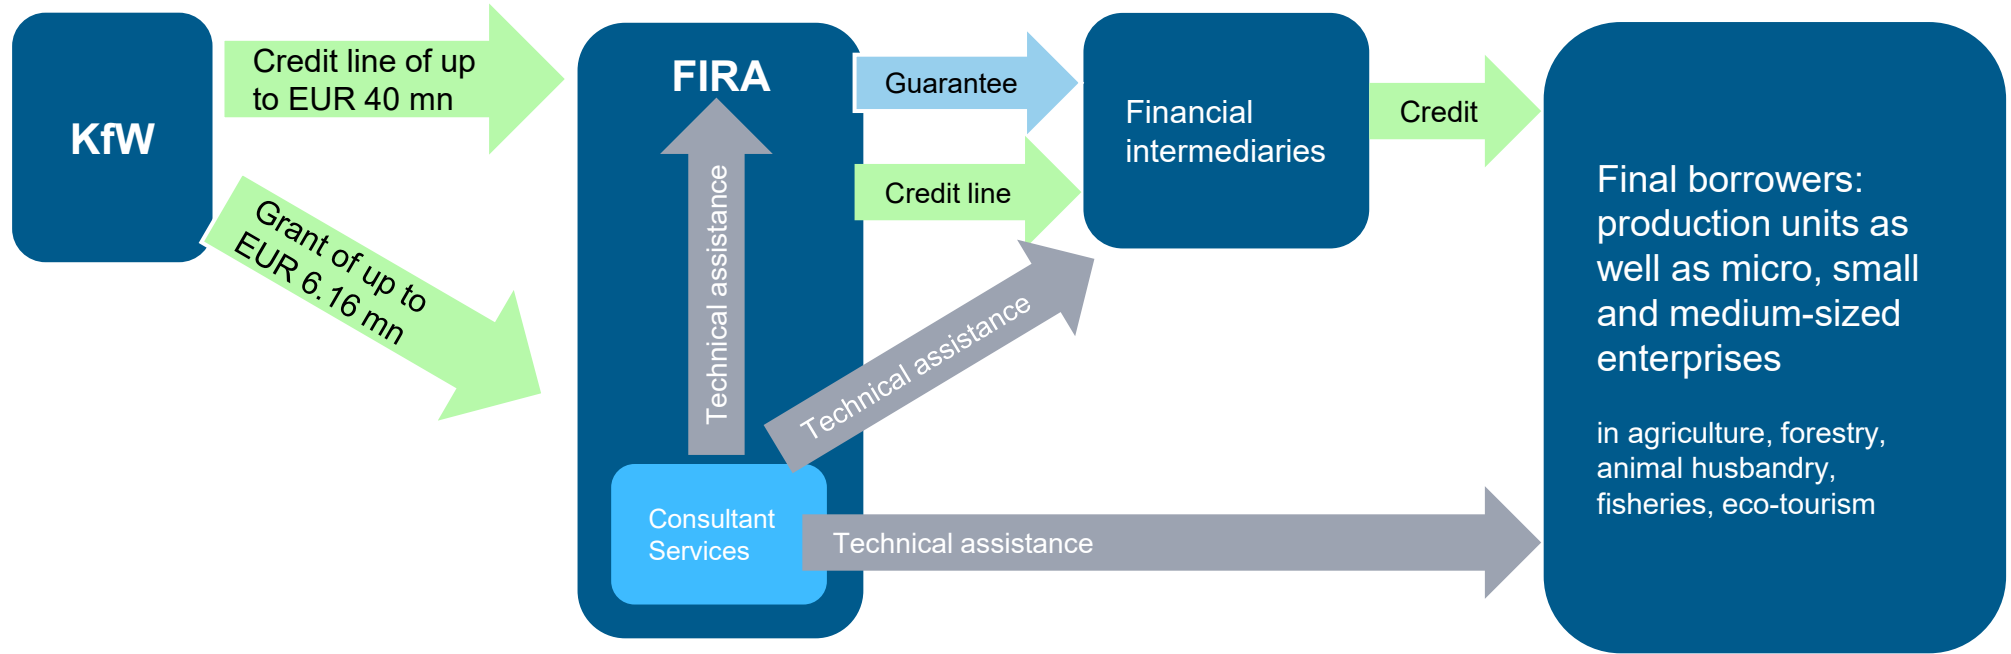 KfW
Credit line of up
to EUR 40 mn
Grant of up to
EUR 6.16 mn
FIRA
Technical assistance
Consultant
Services
Guarantee
Credit line
Technical assistance
Technical assistance
Financial
intermediaries
Credit
Final borrowers:
production units as
well as micro, small
and medium-sized
enterprises
in agriculture, forestry,
animal husbandry,
fisheries, eco-tourism